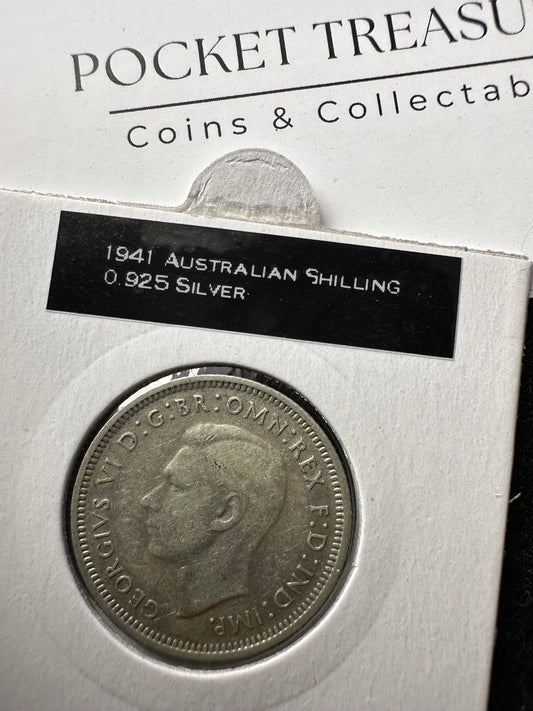 POCKET TREASU
Coins & Collectab
1941 AUSTRALIAN SHILLING
0.925 SILVER
GEORGIVS VI D:G:BR:OMN:REX F:D:IND:IMP.